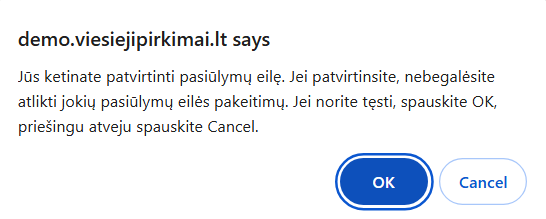 demo.viesiejipirkimai.lt says
Jūs ketinate patvirtinti pasiūlymų eilę. Jei patvirtinsite, nebegalėsite
atlikti jokių pasiūlymų eilės pakeitimų. Jei norite tęsti, spauskite OK,
priešingu atveju spauskite Cancel.
OK
Cancel